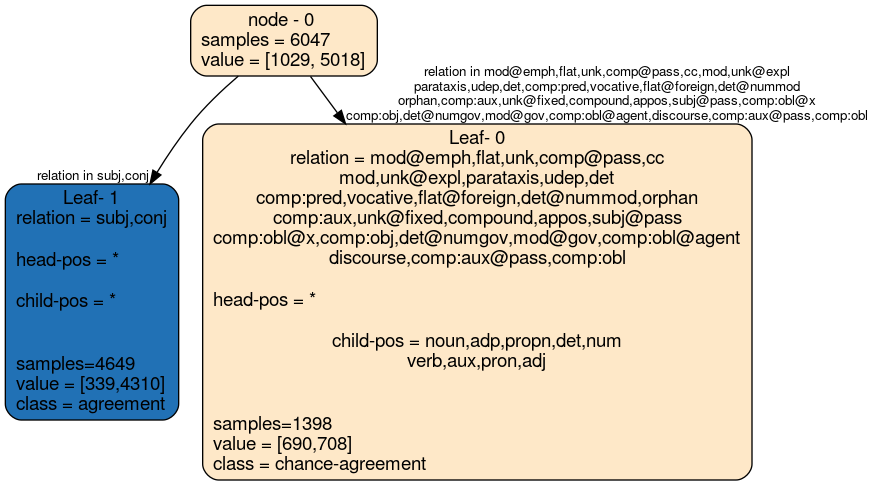 node - 0
samples = 6047
value = [1029, 5018]
relation in mod@emph,flat,unk,comp@pass,cc,mod,unk@expl
parataxis,udep,det,comp:pred,vocative,flat@foreign,det@nummod
orphan,comp:aux,unk@fixed,compound,appos,subj@pass,comp:obl@x
comp:obj,det@numgov,mod@gov,comp:obl@agent,discourse,comp:aux@pass,comp:obl
relation in subj,conj
Leaf- 1
relation = subj,conj
head-pos = *
child-pos = *
samples=4649
value = [339,4310]
class = agreement
Leaf- 0
relation = mod@emph,flat,unk,comp@pass,cc
mod,unk@expl,parataxis,udep,det
comp:pred,vocative,flat@foreign,det@nummod,orphan
comp:aux,unk@fixed,compound,appos,subj@pass
comp:obl@x,comp:obj,det@numgov,mod@gov,comp:obl@agent
discourse,comp:aux@pass,comp:obl
head-pos = *
child-pos = noun,adp,propn,det,num
verb,aux,pron,adj
samples=1398
value = [690,708]
class = chance-agreement